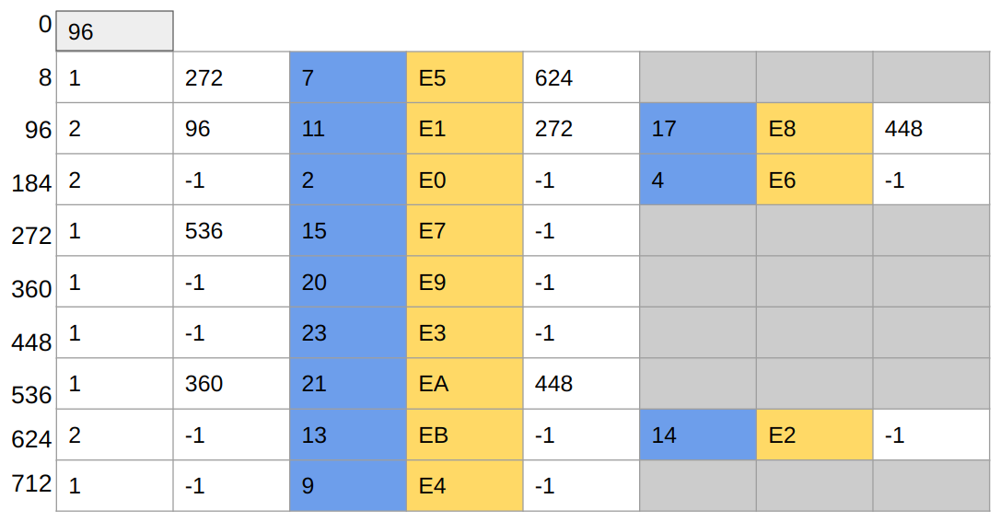 0 96
8 1 272 7 E5 624
96 2 96 11 E1 272 17 E8 448
184 2 -1 2 E0 -1 4 E6 -1
272 1 536 15 E7 -1
360 1 -1 20 E9 -1
448 1 -1 23 E3 -1
536 1 360 21 EA 448
624 2 -1 13 EB -1 14 E2 -1
712 1 -1 9 E4 -1